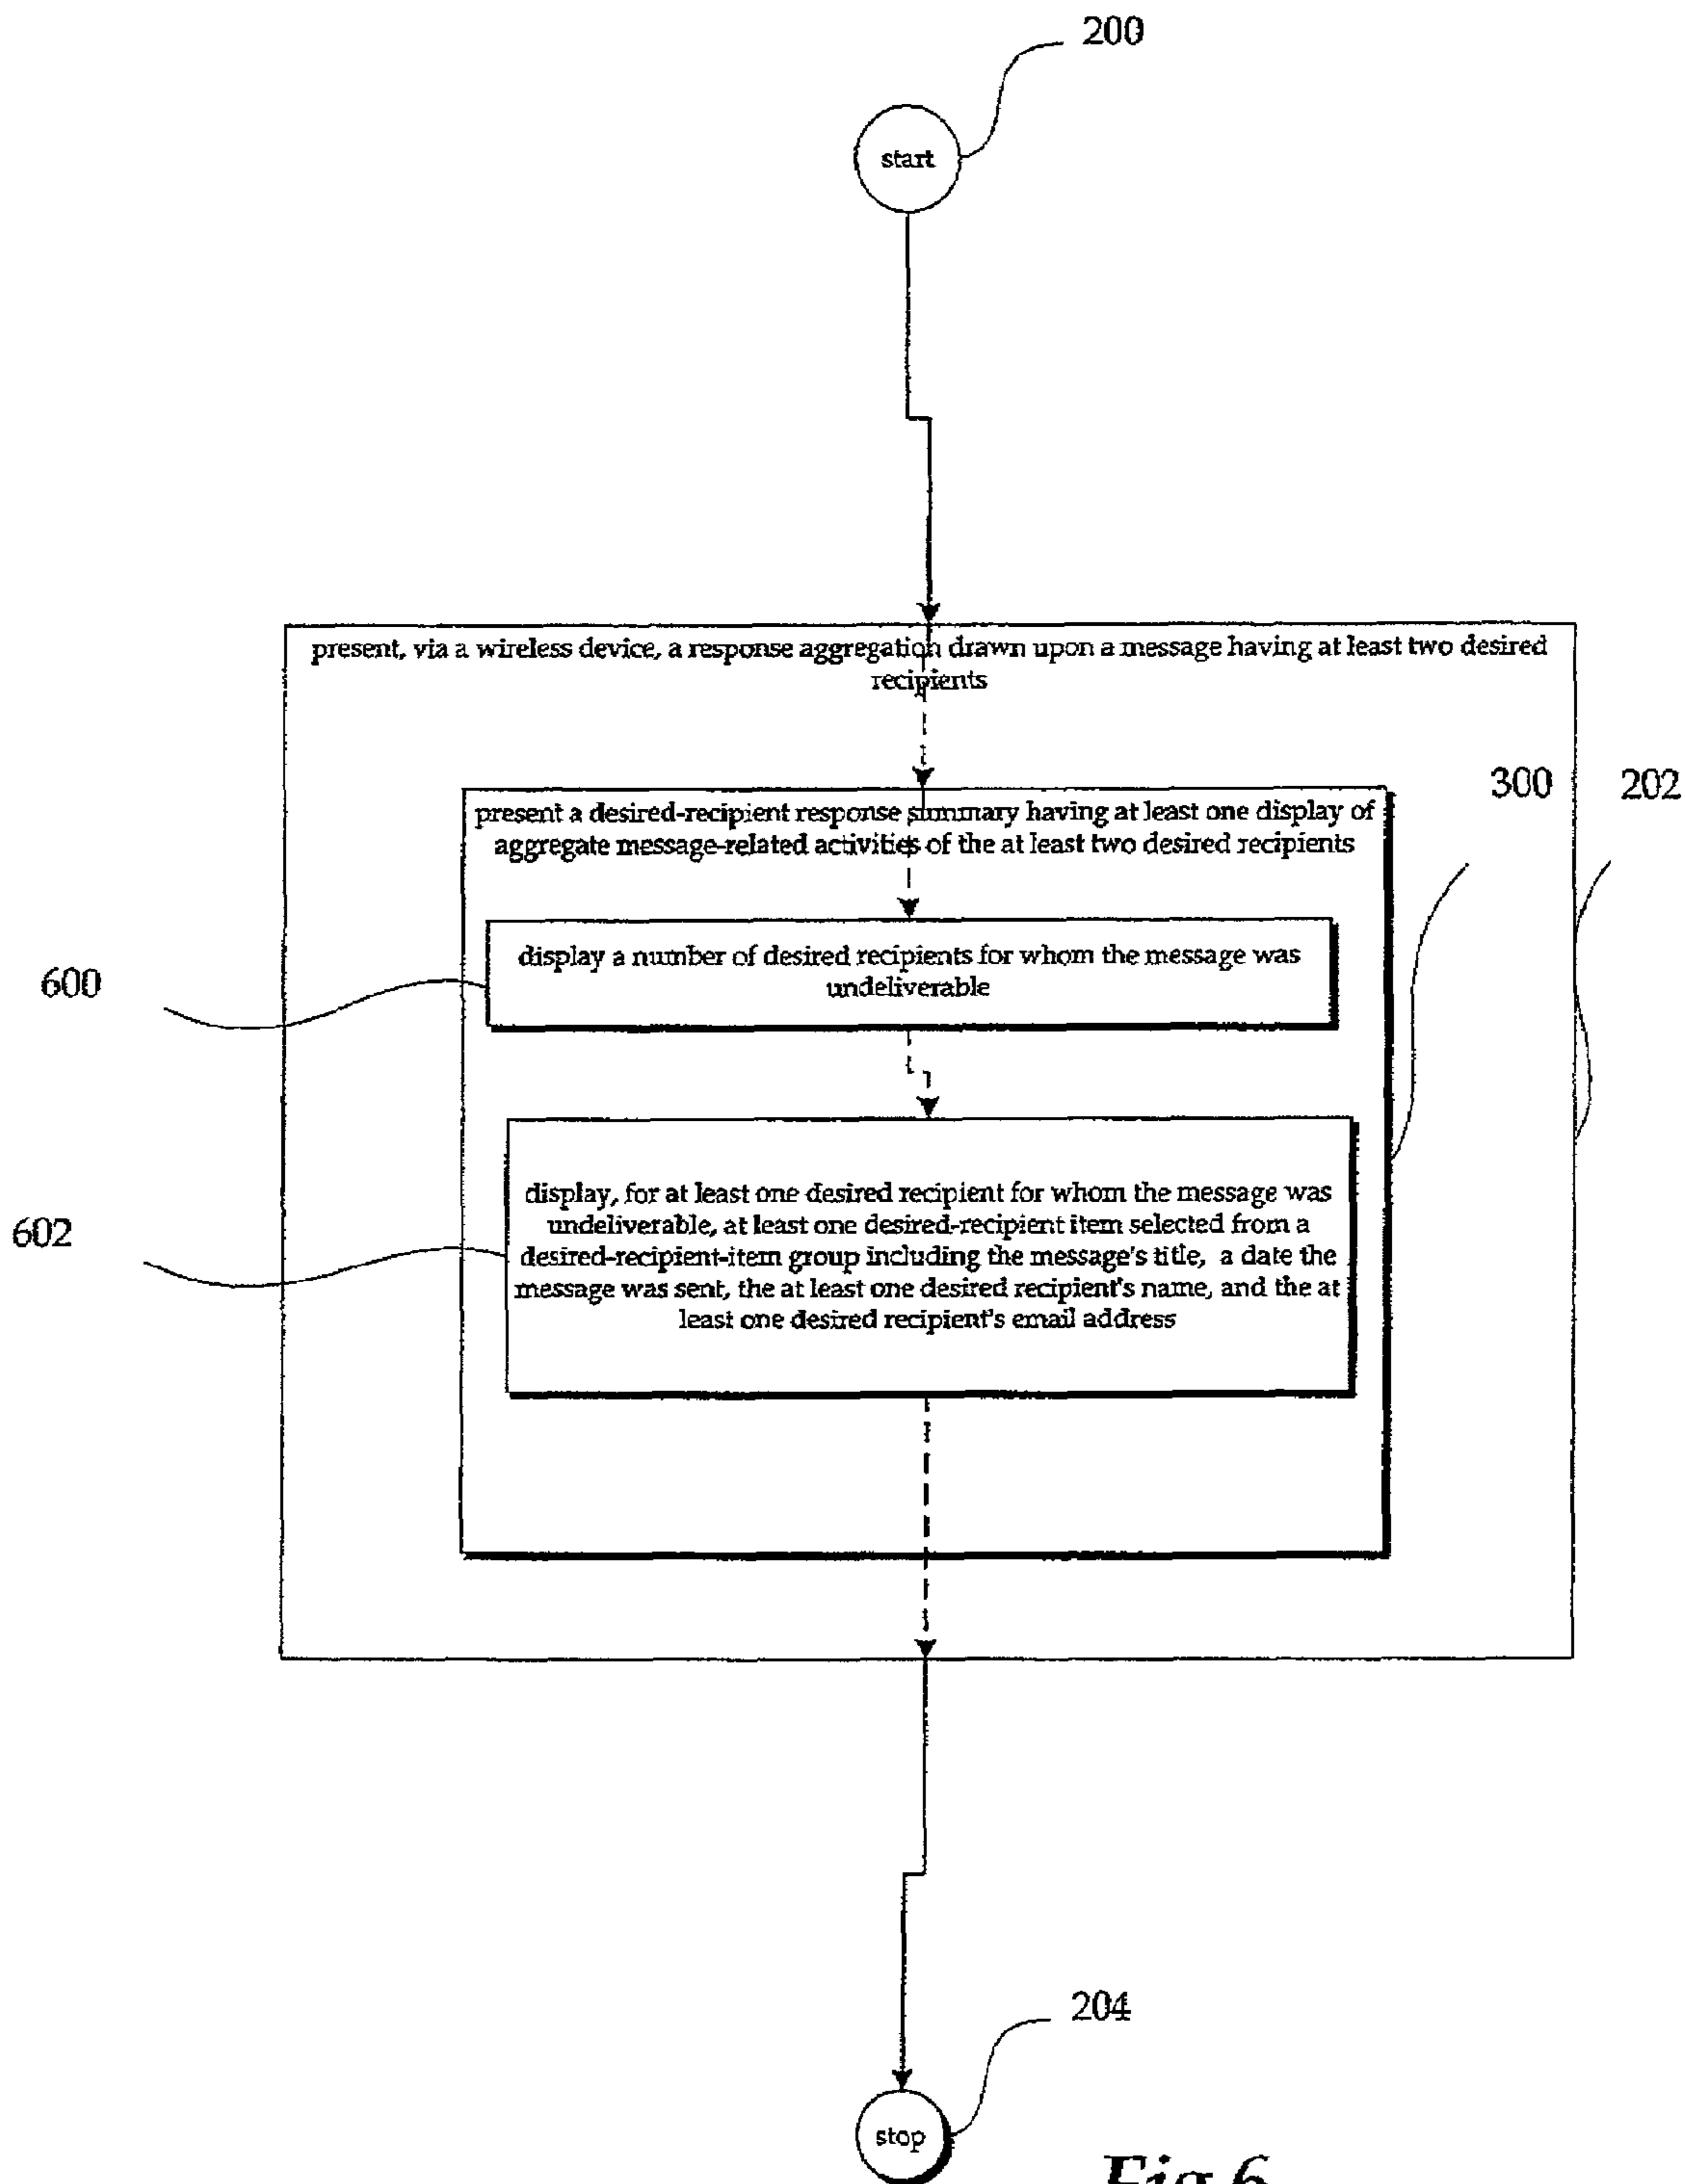 200
start
present, via a wireless device, a response aggregation drawn upon a message having at least two desired
recipients
300
202
present a desired-recipient response summary having at least one display of
aggregate message-related activities of the at least two desired recipients
600
display a number of desired recipients for whom the message was
undeliverable
602
display, for at least one desired recipient for whom the message was
undeliverable, at least one desired-recipient item selected from a
desired-recipient-item group including the message's title, a date the
message was sent, the at least one desired recipient's name, and the at
least one desired recipient's email address
204
stop
Fig 6